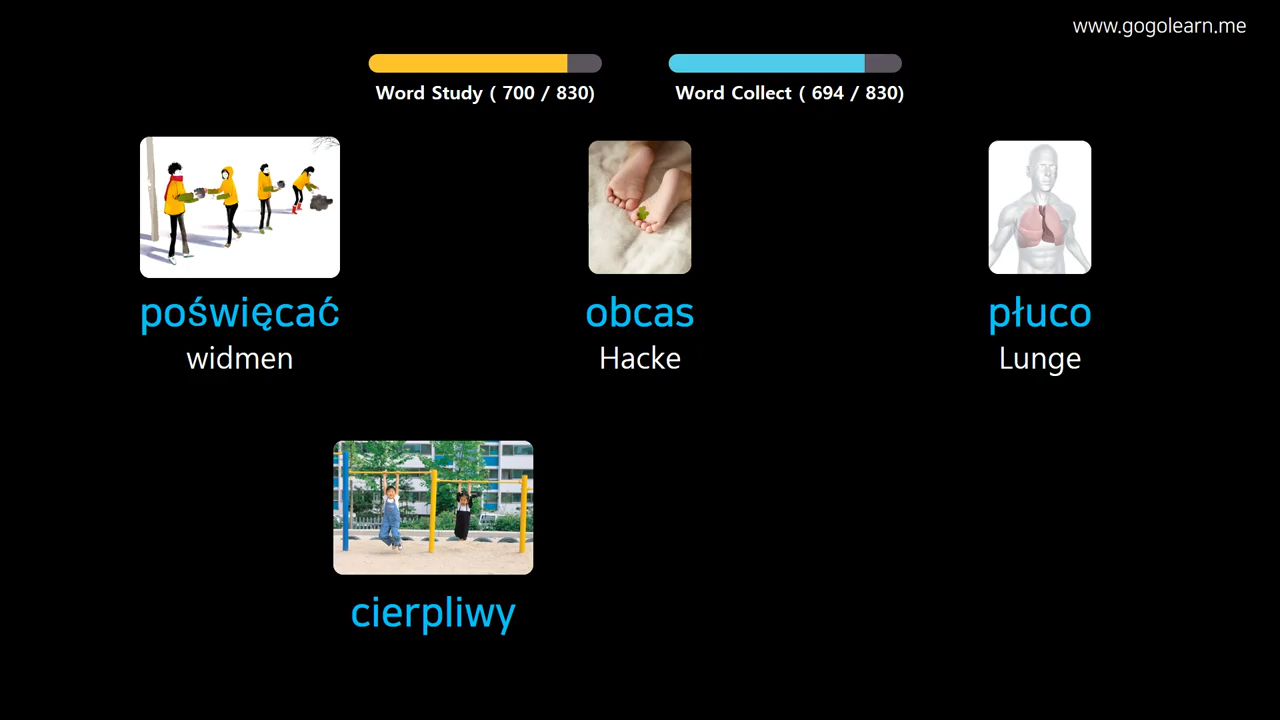 www.gogolearn.me
Word Study ( 700 / 830)
Word Collect ( 694 / 830)
poświęcać
widmen
obcas
Hacke
płuco
Lunge
cierpliwy